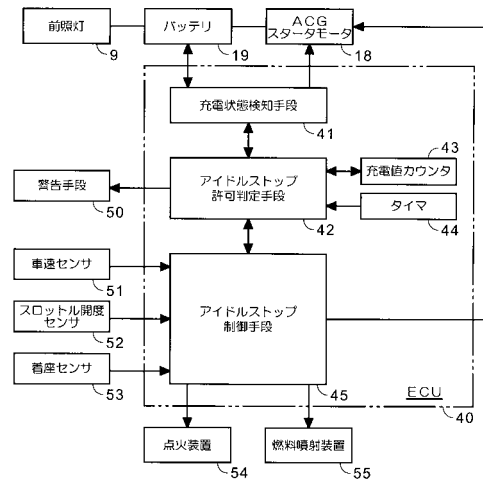 前照灯
9
バッテリ
19
ACG
スタータモータ
18
充電状態検知手段
41
アイドルストップ
許可判定手段
42
充電値カウンタ
43
タイマ
44
警告手段
50
車速センサ
51
スロットル開度
センサ
52
着座センサ
53
アイドルストップ
制御手段
45
ECU
40
点火装置
54
燃料噴射装置
55